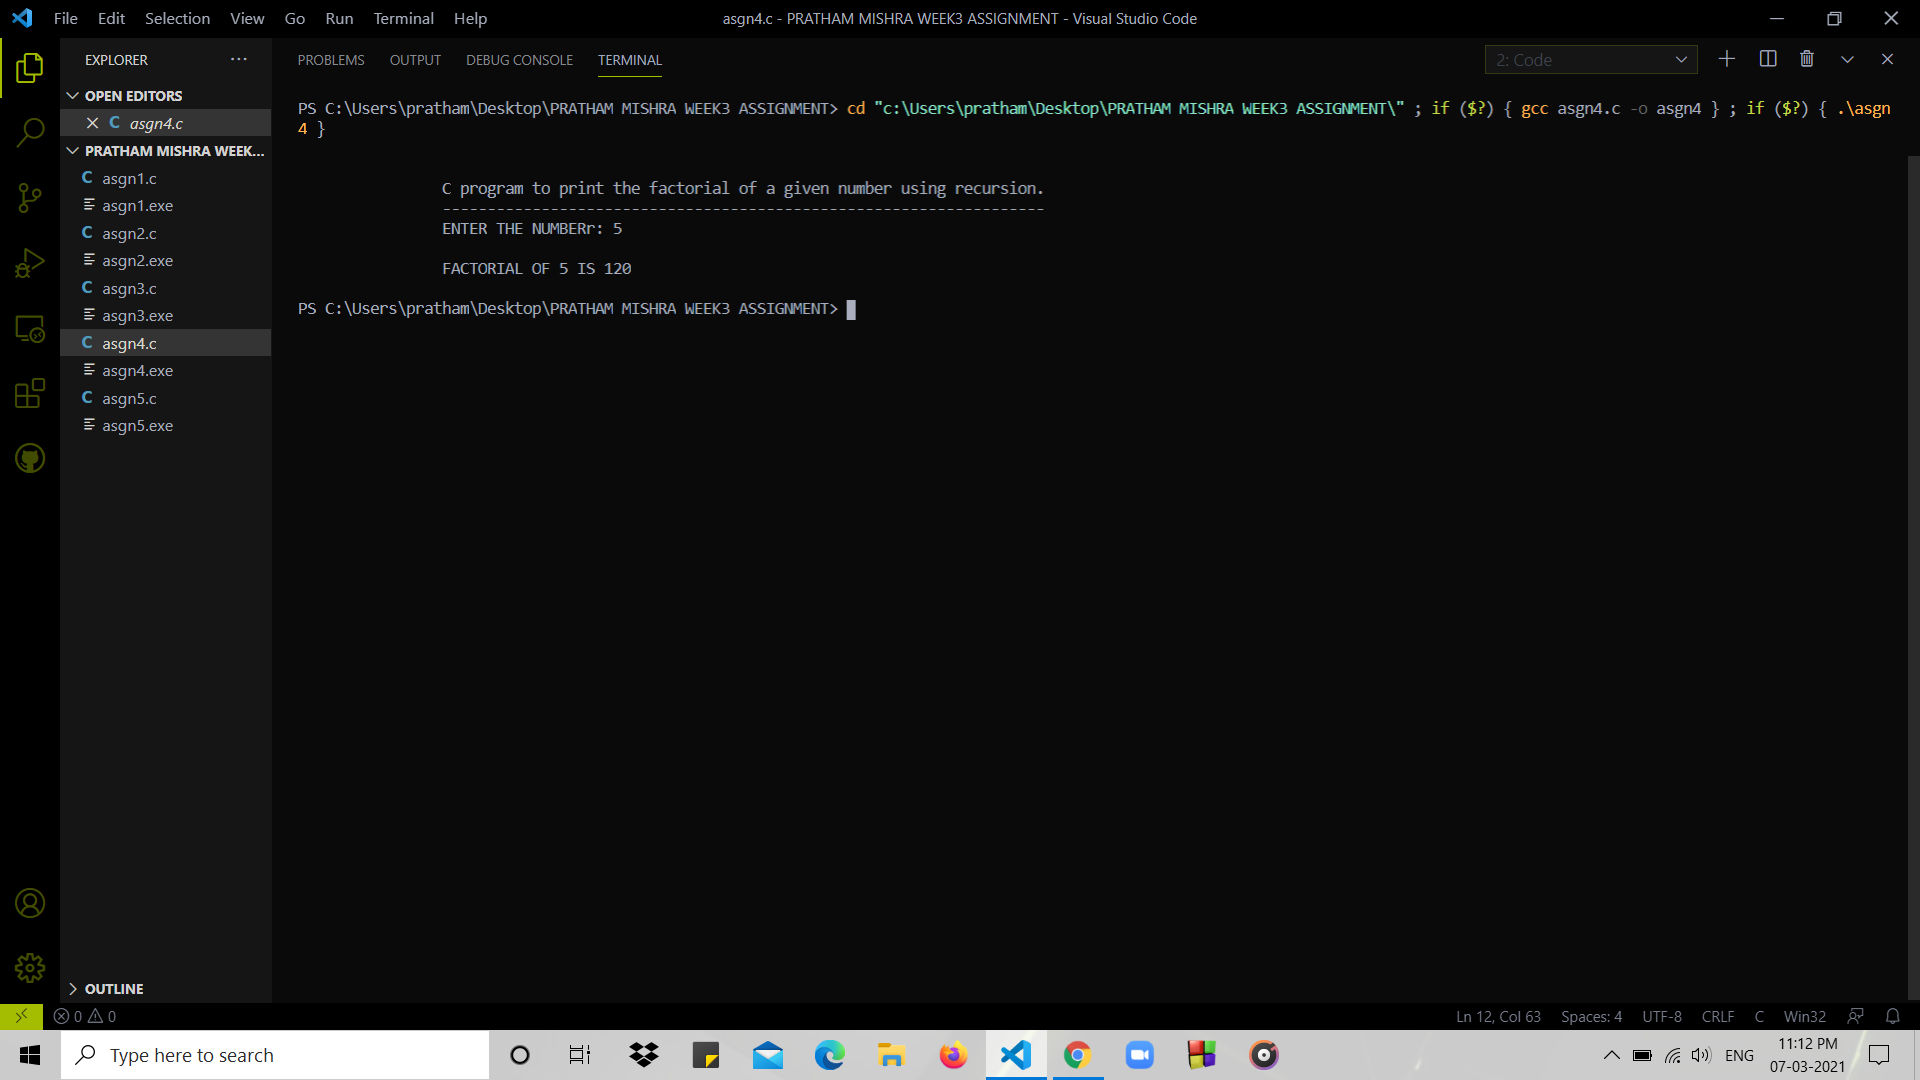 File Edit Selection View Go Run Terminal Help
asgn4.c - PRATHAM MISHRA WEEK3 ASSIGNMENT - Visual Studio Code
EXPLORER
OPEN EDITORS
C asgn4.c
PRATHAM MISHRA WEEK...
C asgn1.c
asgn1.exe
C asgn2.c
asgn2.exe
C asgn3.c
asgn3.exe
C asgn4.c
asgn4.exe
C asgn5.c
asgn5.exe
OUTLINE
PROBLEMS OUTPUT DEBUG CONSOLE TERMINAL
2: Code
PS C:\Users\pratham\Desktop\PRATHAM MISHRA WEEK3 ASSIGNMENT> cd "c:\Users\pratham\Desktop\PRATHAM MISHRA WEEK3 ASSIGNMENT\" ; if ($?) { gcc asgn4.c -o asgn4 } ; if ($?) { .\asgn
4 }
C program to print the factorial of a given number using recursion.
-------------------------------------------------------------------
ENTER THE NUMBERr: 5
FACTORIAL OF 5 IS 120
PS C:\Users\pratham\Desktop\PRATHAM MISHRA WEEK3 ASSIGNMENT>
0 0
Ln 12, Col 63 Spaces: 4 UTF-8 CRLF C Win32
Type here to search
ENG
11:12 PM
07-03-2021